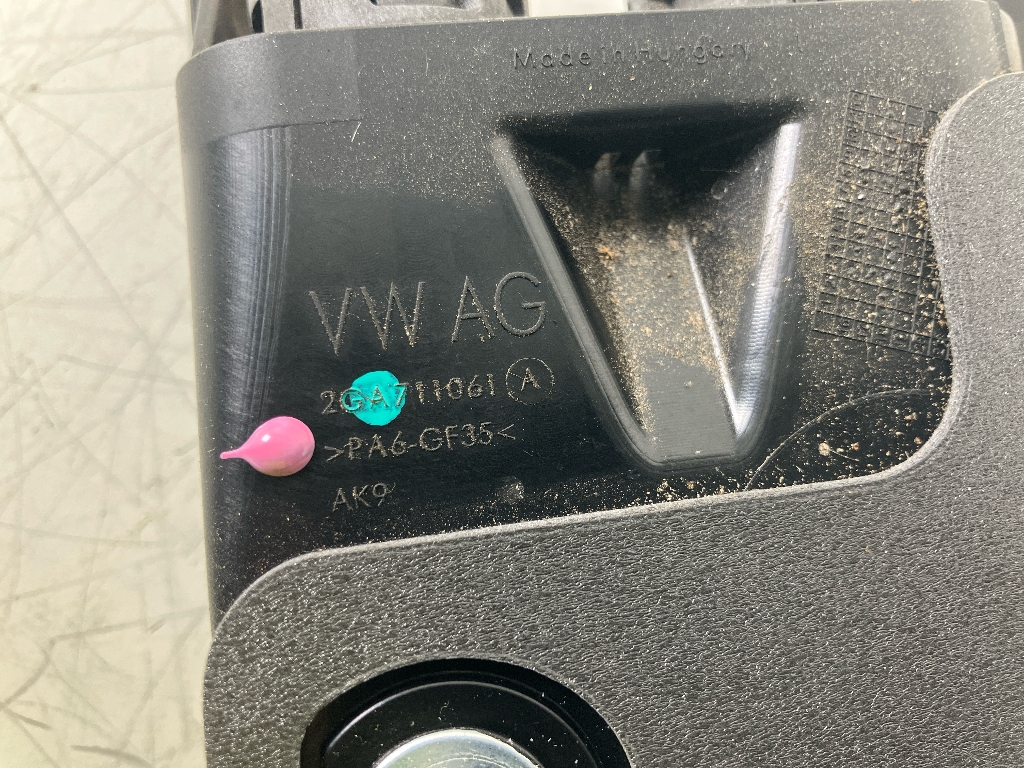 Made in Hungary
VW AG
2GA711061 A
>PA6-GF35<
AK9